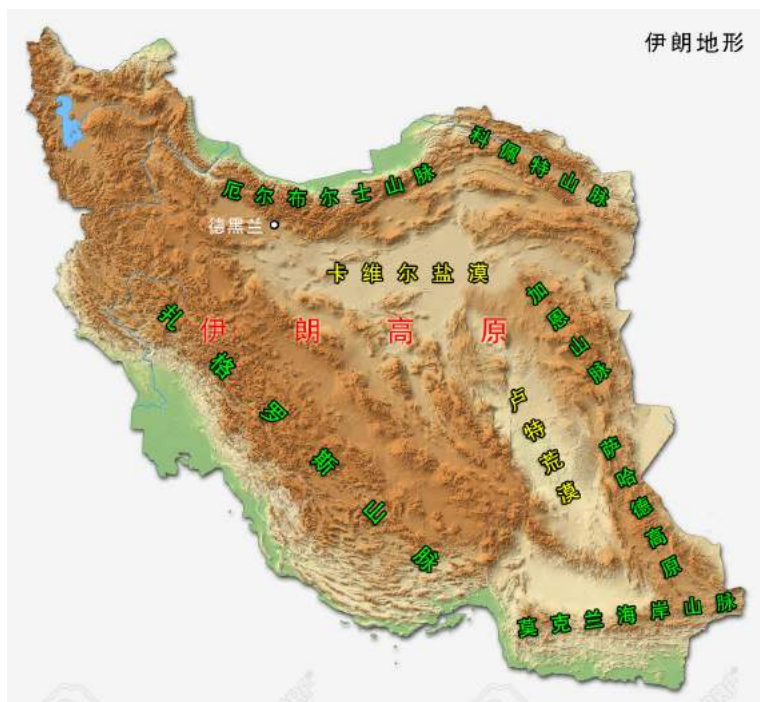 伊朗地形
科佩特山脉
厄尔布尔士山脉
德黑兰
卡维尔盐漠
加恩山脉
伊朗高原
扎格罗斯山脉
卢特荒漠
萨哈德高原
莫克兰海岸山脉